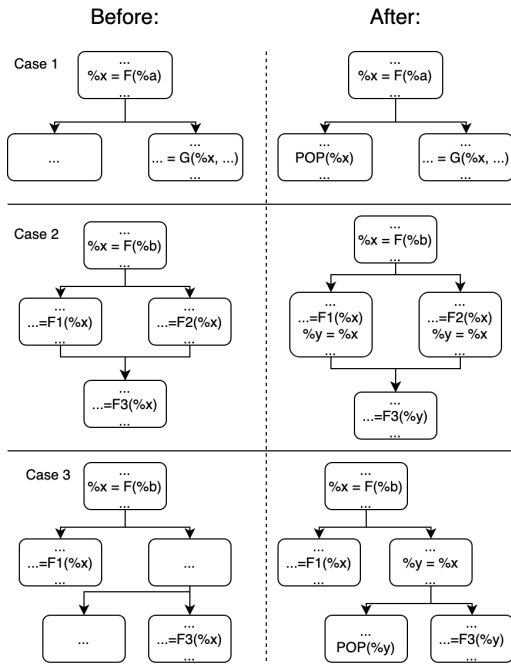 Before:
After:
Case 1
...
%x = F(%a)
...
...
%x = F(%a)
...
...
...
... = G(%x, ...)
...
...
POP(%x)
...
...
... = G(%x, ...)
...
Case 2
...
%x = F(%b)
...
...
%x = F(%b)
...
...
...=F1(%x)
...
...
...=F2(%x)
...
...
...=F1(%x)
%y = %x
...
...
...=F2(%x)
%y = %x
...
...
...=F3(%x)
...
...
...=F3(%y)
...
Case 3
...
%x = F(%b)
...
...
%x = F(%b)
...
...
...=F1(%x)
...
...
...
...=F1(%x)
...
%y = %x
...
...
...=F3(%x)
...
...
POP(%y)
...
...=F3(%y)
...